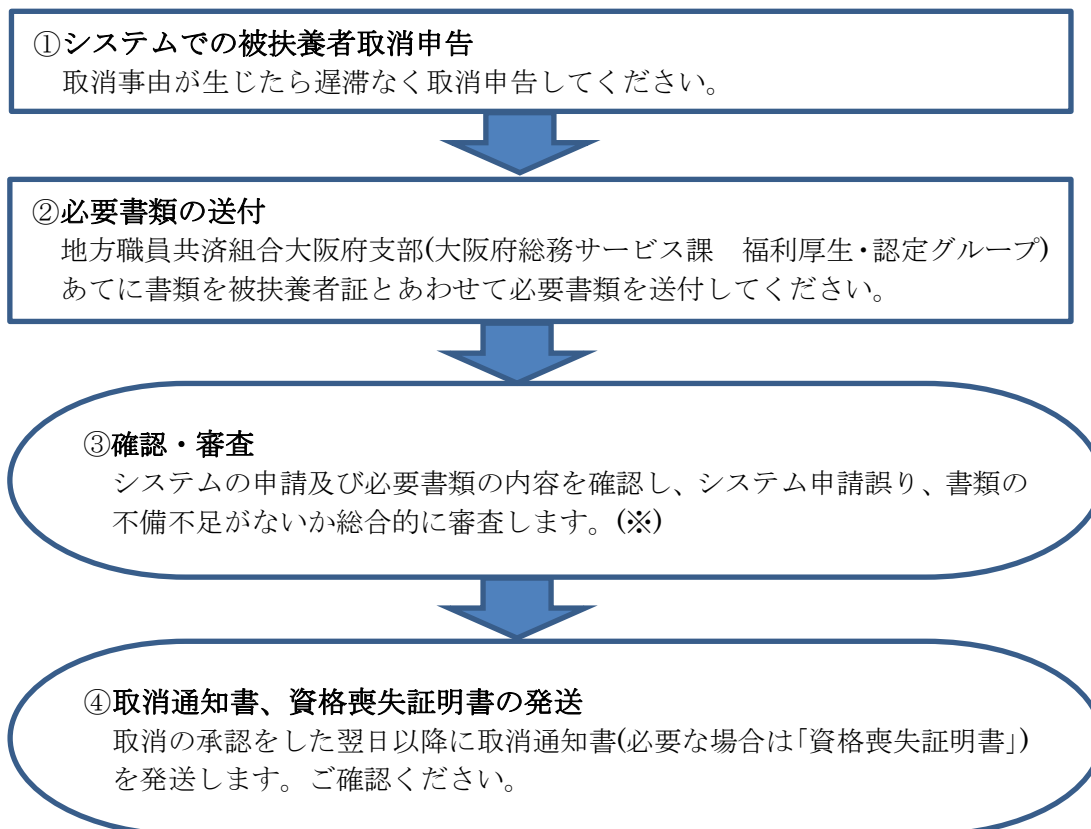 ①システムでの被扶養者取消申告
取消事由が生じたら遅滞なく取消申告してください。
②必要書類の送付
地方職員共済組合大阪府支部(大阪府総務サービス課　福利厚生・認定グループ)
あてに書類を被扶養者証とあわせて必要書類を送付してください。
③確認・審査
システムの申請及び必要書類の内容を確認し、システム申請誤り、書類の
不備不足がないか総合的に審査します。(※)
④取消通知書、資格喪失証明書の発送
取消の承認をした翌日以降に取消通知書(必要な場合は「資格喪失証明書」)
を発送します。ご確認ください。